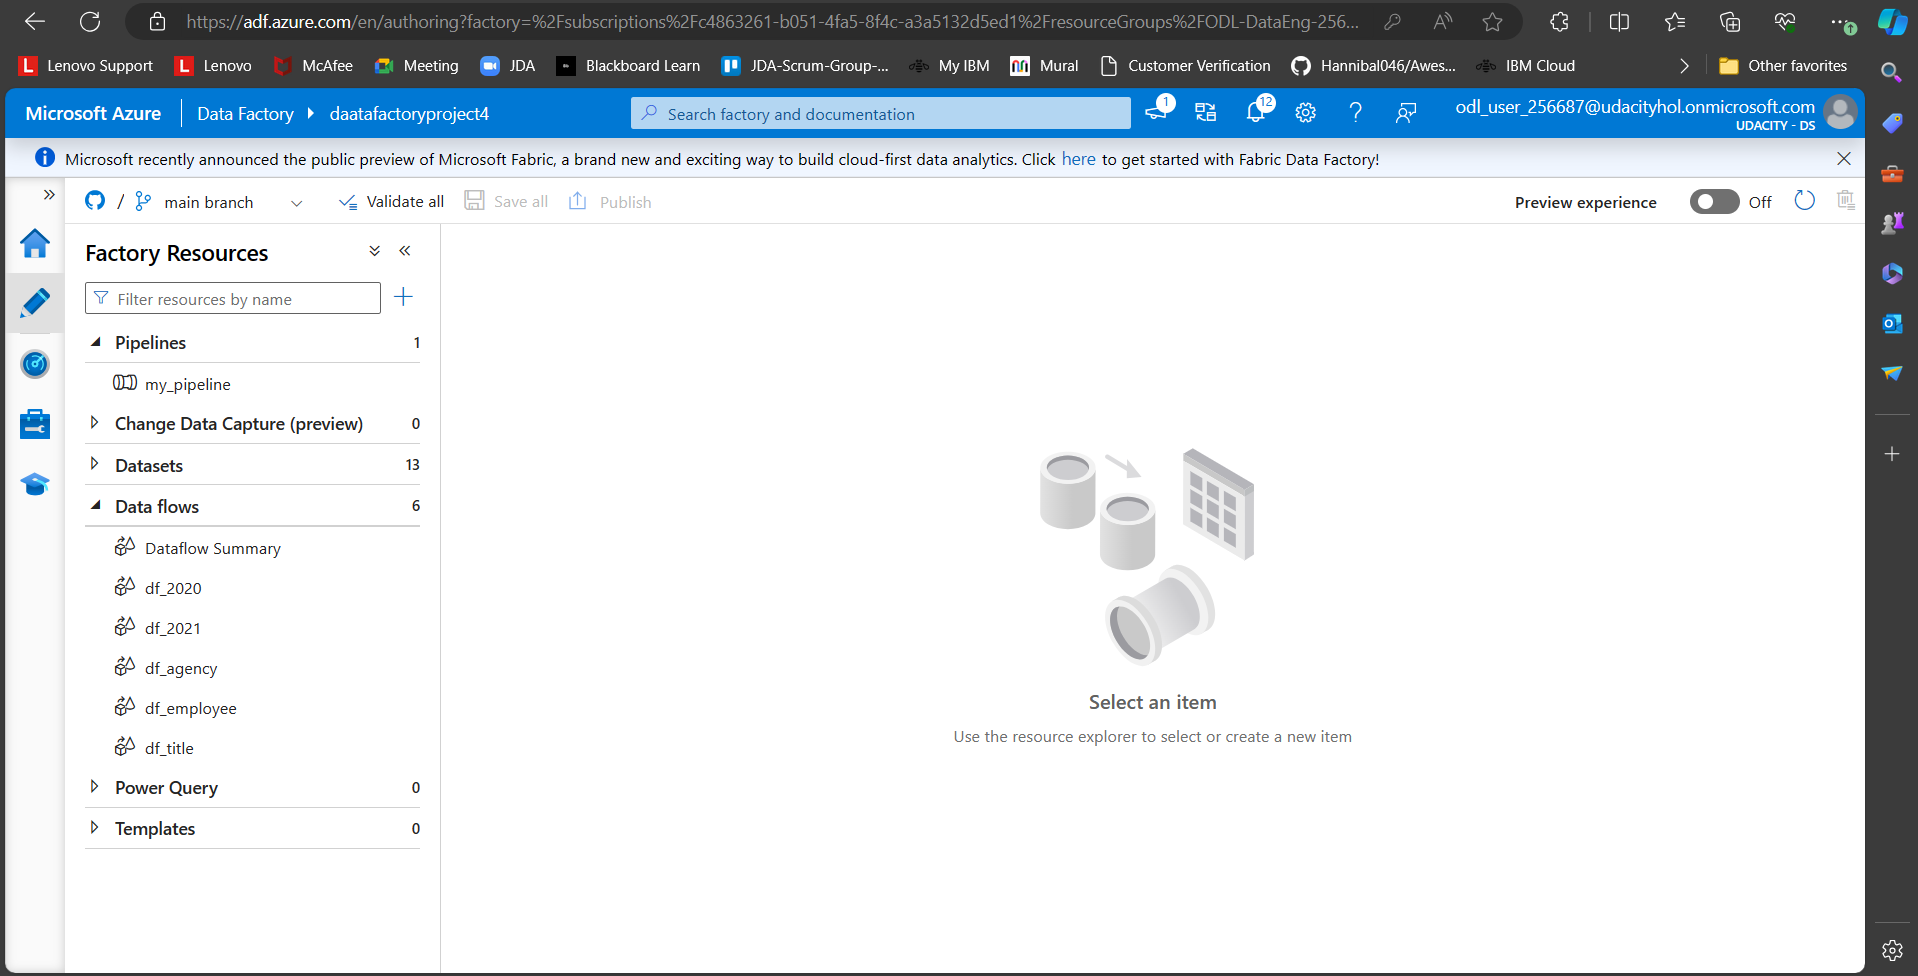 https://adf.azure.com/en/authoring?factory=%2Fsubscriptions%2Fc4863261-b051-4fa5-8f4c-a3a5132d5ed1%2FresourceGroups%2FODL-DataEng-256...
L Lenovo Support L Lenovo McAfee Meeting JDA Blackboard Learn JDA-Scrum-Group-... My IBM Mural Customer Verification Hannibal046/Awes... IBM Cloud Other favorites
Microsoft Azure Data Factory daatafactoryproject4 Search factory and documentation 1 12 ? odl_user_256687@udacityhol.onmicrosoft.com
UDACITY - DS
Microsoft recently announced the public preview of Microsoft Fabric, a brand new and exciting way to build cloud-first data analytics. Click here to get started with Fabric Data Factory!
/ main branch Validate all Save all Publish Preview experience Off
Factory Resources
Filter resources by name
Pipelines 1
my_pipeline
Change Data Capture (preview) 0
Datasets 13
Data flows 6
Dataflow Summary
df_2020
df_2021
df_agency
df_employee
df_title
Power Query 0
Templates 0
Select an item
Use the resource explorer to select or create a new item